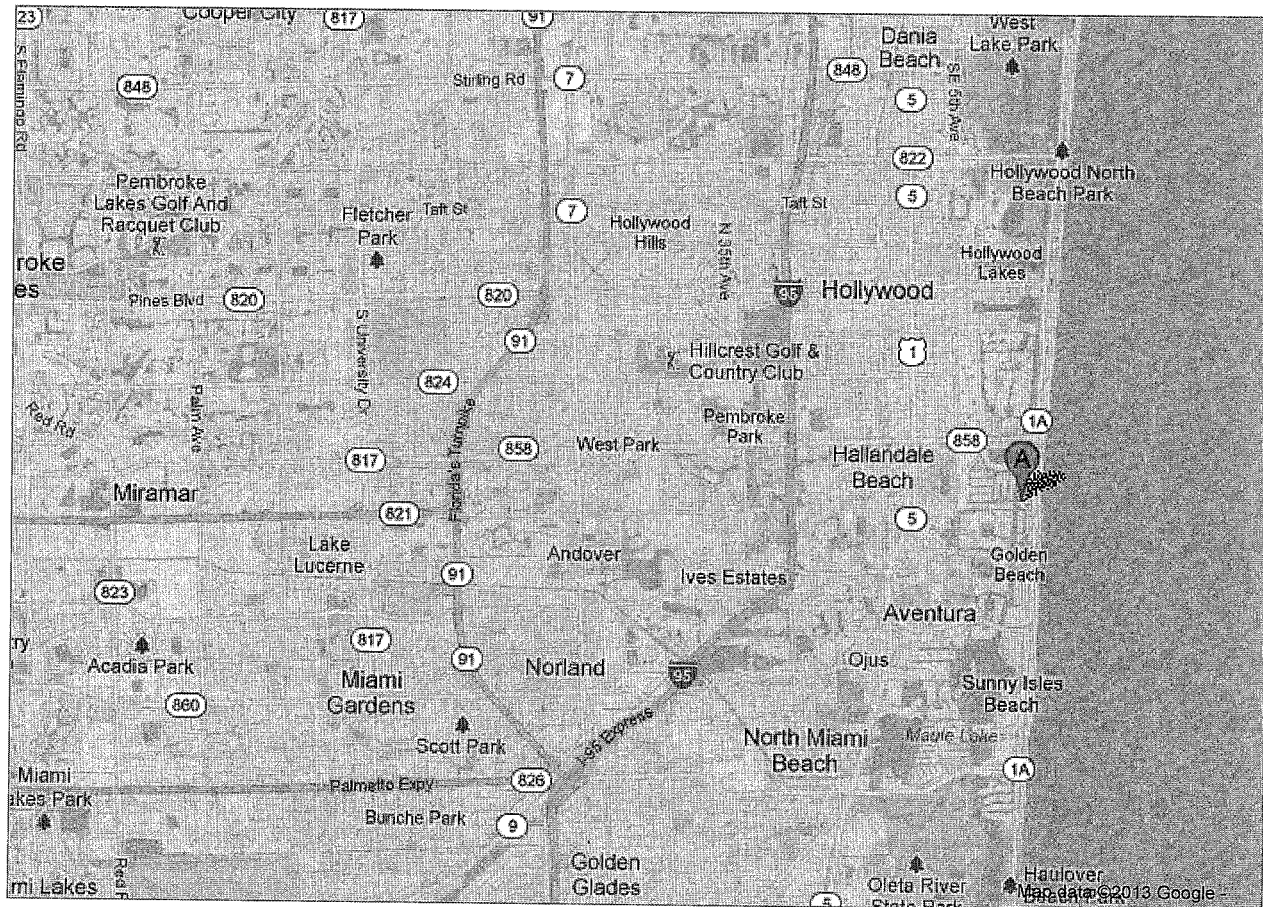 23
Cooper City
817
91
West
Lake Park
Dania
Beach
S Flamingo Rd
848
Stirling Rd
7
848
5
SE 5th Ave
822
Hollywood North
Beach Park
Pembroke
Lakes Golf And
Racquet Club
Fletcher
Park
Taft St
7
Hollywood
Hills
N 35th Ave
Taft St
5
Hollywood
Lakes
roke
es
Pines Blvd
820
820
95
Hollywood
S University D
91
Hillcrest Golf &
Country Club
1
824
Red Rd
Palm Ave
Florida's Turnpike
Pembroke
Park
1A
817
858
West Park
Hallandale
Beach
858
A
Miramar
821
5
Lake
Lucerne
Andover
Golden
Beach
823
91
Ives Estates
Aventura
ry
Acadia Park
817
91
Norland
95
Ojus
860
Miami
Gardens
Sunny Isles
Beach
Scott Park
I-95 Express
North Miami
Beach
Maule Lake
Miami
akes Park
Palmetto Expy
826
1A
Bunche Park
9
mi Lakes
Red R
Golden
Glades
5
Oleta River
State Park
Haulover
Beach Park
Map data ©2013 Google -